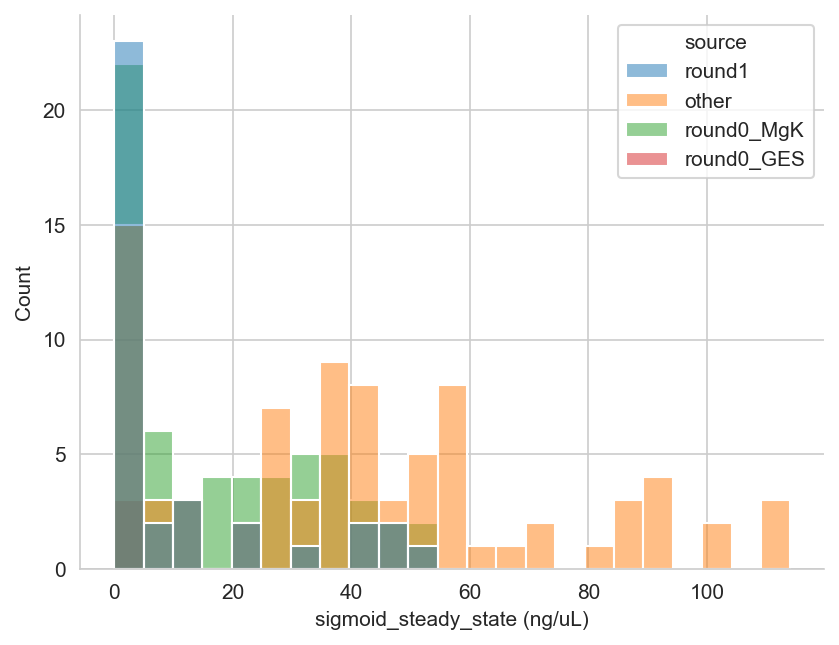 source
round1
other
round0_MgK
round0_GES
Count
20
15
10
5
0
0 20 40 60 80 100
sigmoid_steady_state (ng/uL)